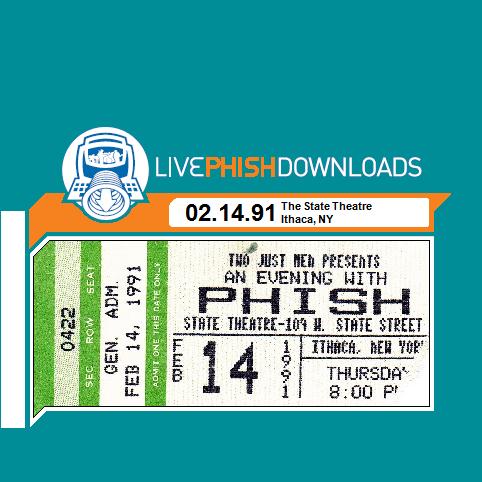 LIVEPHISHDOWNLOADS
02.14.91
The State Theatre
Ithaca, NY
0422
SEC ROW SEAT
GEN. ADM.
FEB 14, 1991
ADMIT ONE THIS DATE ONLY
TWO JUST MEN PRESENTS
AN EVENING WITH
PHISH
STATE THEATRE-109 W. STATE STREET
FEB
14
1991
ITHACA, NEW YOR
THURSDAY
8:00 P